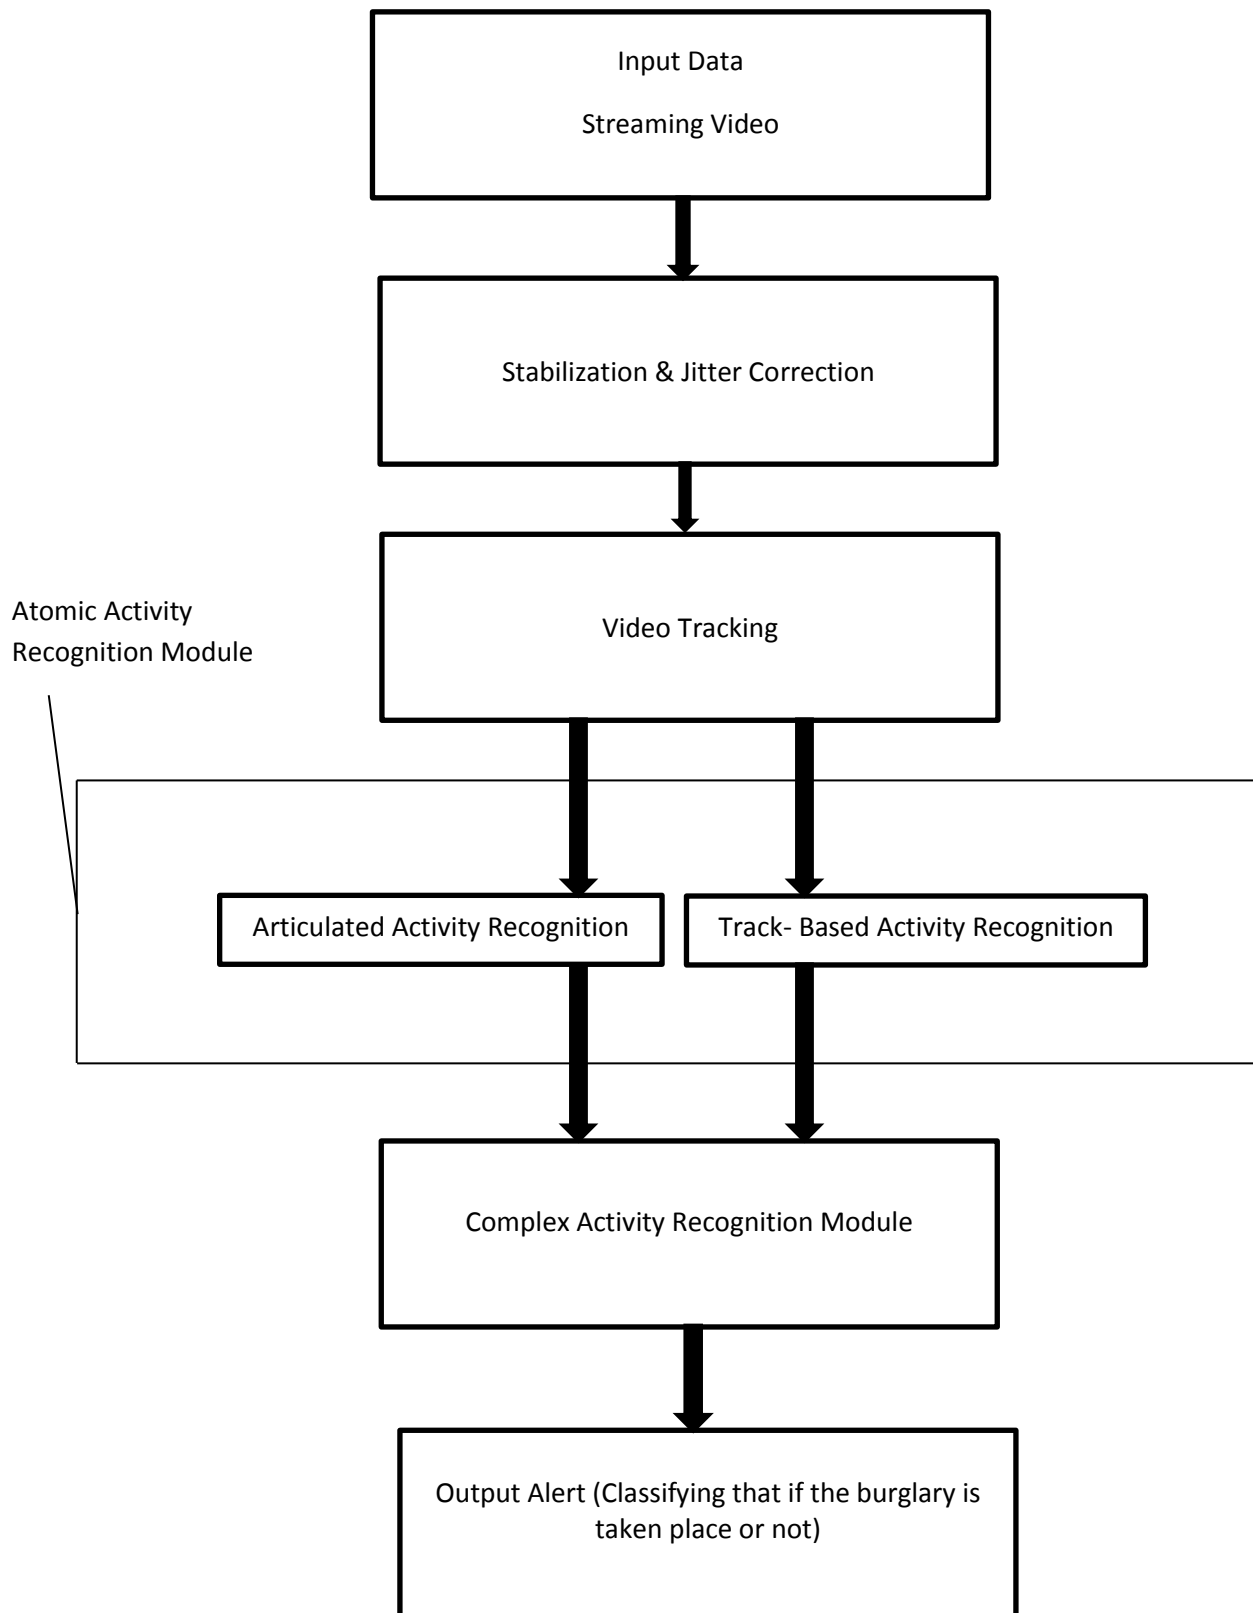 Input Data
Streaming Video
Stabilization & Jitter Correction
Video Tracking
Atomic Activity
Recognition Module
Articulated Activity Recognition
Track- Based Activity Recognition
Complex Activity Recognition Module
Output Alert (Classifying that if the burglary is
taken place or not)